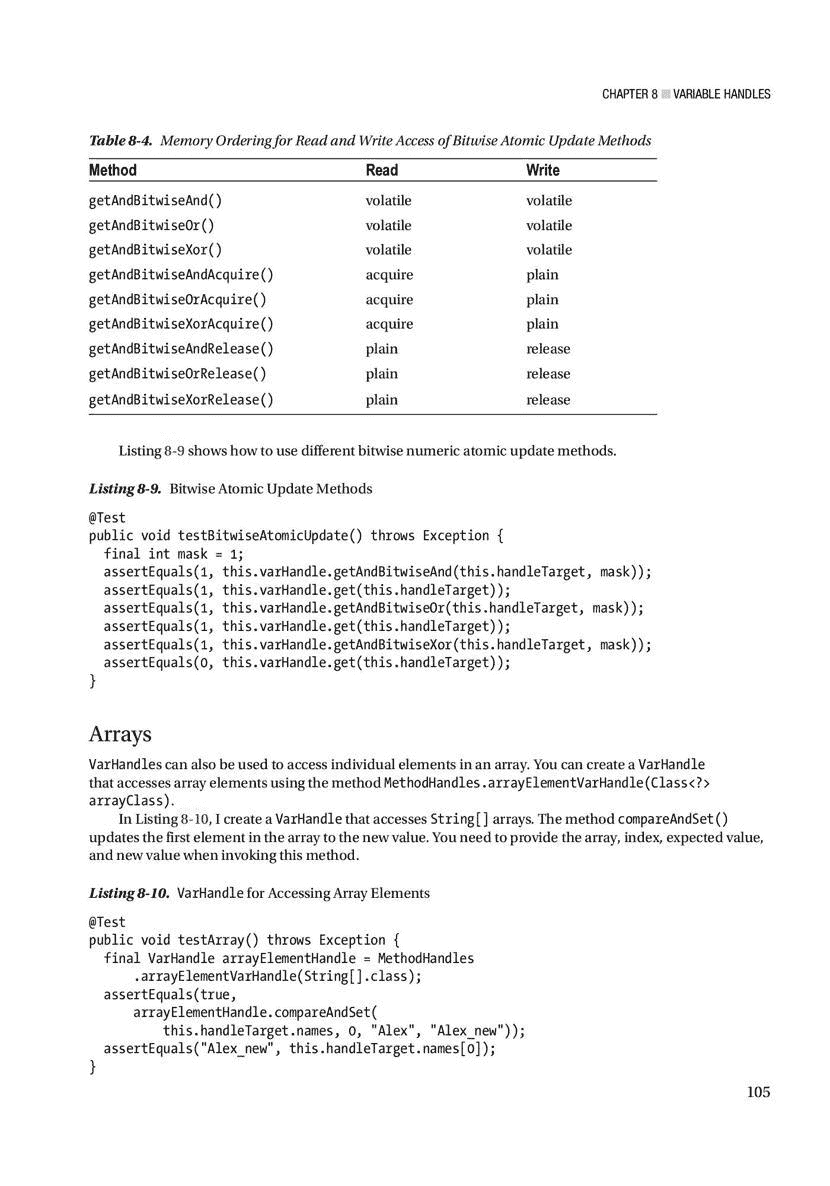 CHAPTER 8 ■ VARIABLE HANDLES
Table 8-4. Memory Ordering for Read and Write Access of Bitwise Atomic Update Methods
Method Read Write
getAndBitwiseAnd() volatile volatile
getAndBitwiseOr() volatile volatile
getAndBitwiseXor() volatile volatile
getAndBitwiseAndAcquire() acquire plain
getAndBitwiseOrAcquire() acquire plain
getAndBitwiseXorAcquire() acquire plain
getAndBitwiseAndRelease() plain release
getAndBitwiseOrRelease() plain release
getAndBitwiseXorRelease() plain release
Listing 8-9 shows how to use different bitwise numeric atomic update methods.
Listing 8-9. Bitwise Atomic Update Methods
@Test
public void testBitwiseAtomicUpdate() throws Exception {
  final int mask = 1;
  assertEquals(1, this.varHandle.getAndBitwiseAnd(this.handleTarget, mask));
  assertEquals(1, this.varHandle.get(this.handleTarget));
  assertEquals(1, this.varHandle.getAndBitwiseOr(this.handleTarget, mask));
  assertEquals(1, this.varHandle.get(this.handleTarget));
  assertEquals(1, this.varHandle.getAndBitwiseXor(this.handleTarget, mask));
  assertEquals(0, this.varHandle.get(this.handleTarget));
}
Arrays
VarHandles can also be used to access individual elements in an array. You can create a VarHandle
that accesses array elements using the method MethodHandles.arrayElementVarHandle(Class<?>
arrayClass).
In Listing 8-10, I create a VarHandle that accesses String[] arrays. The method compareAndSet()
updates the first element in the array to the new value. You need to provide the array, index, expected value,
and new value when invoking this method.
Listing 8-10. VarHandle for Accessing Array Elements
@Test
public void testArray() throws Exception {
  final VarHandle arrayElementHandle = MethodHandles
      .arrayElementVarHandle(String[].class);
  assertEquals(true,
      arrayElementHandle.compareAndSet(
          this.handleTarget.names, 0, "Alex", "Alex_new"));
  assertEquals("Alex_new", this.handleTarget.names[0]);
}
105